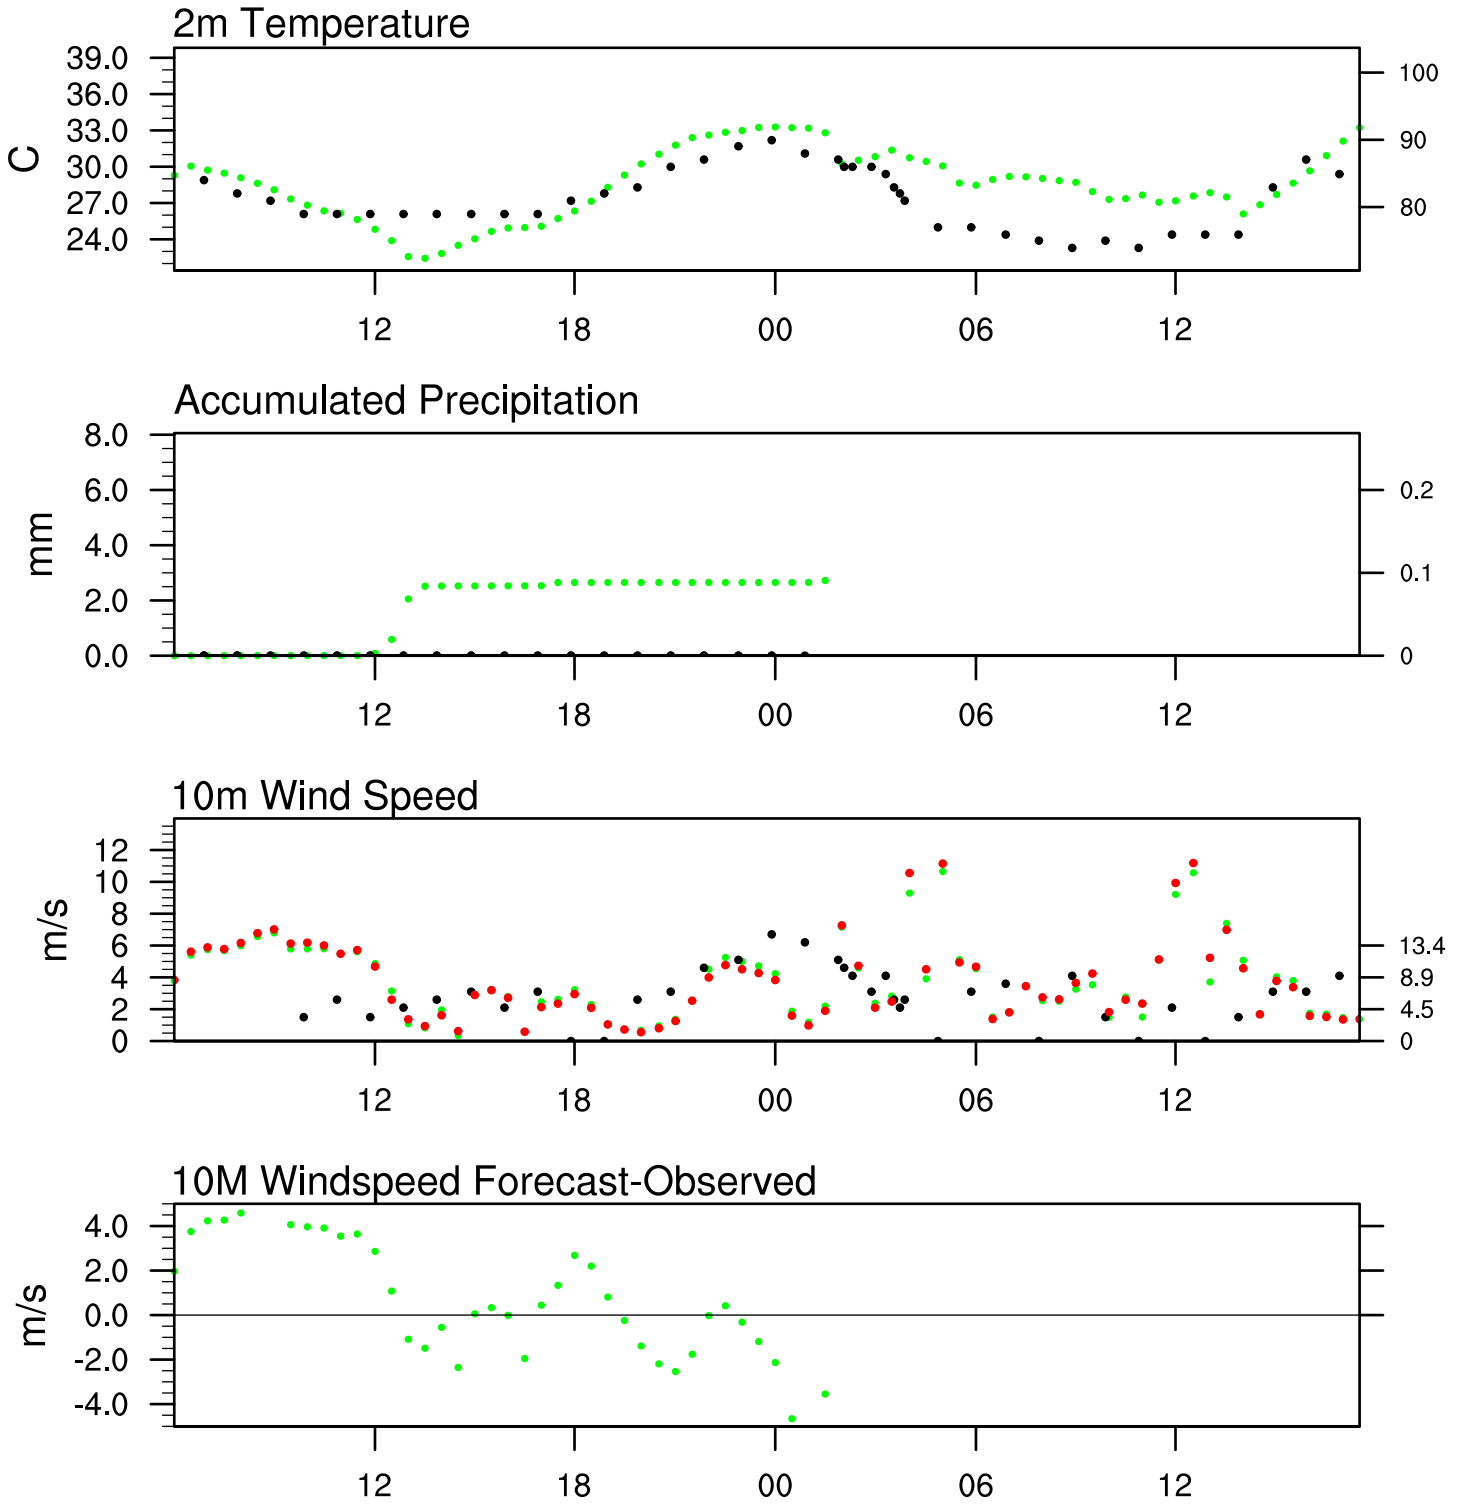 2m Temperature
39.0
36.0
33.0
30.0
27.0
24.0
C
100
90
80
12 18 00 06 12
Accumulated Precipitation
8.0
6.0
4.0
2.0
0.0
mm
0.2
0.1
0
12 18 00 06 12
10m Wind Speed
12
10
8
6
4
2
0
m/s
13.4
8.9
4.5
0
12 18 00 06 12
10M Windspeed Forecast-Observed
4.0
2.0
0.0
-2.0
-4.0
m/s
12 18 00 06 12